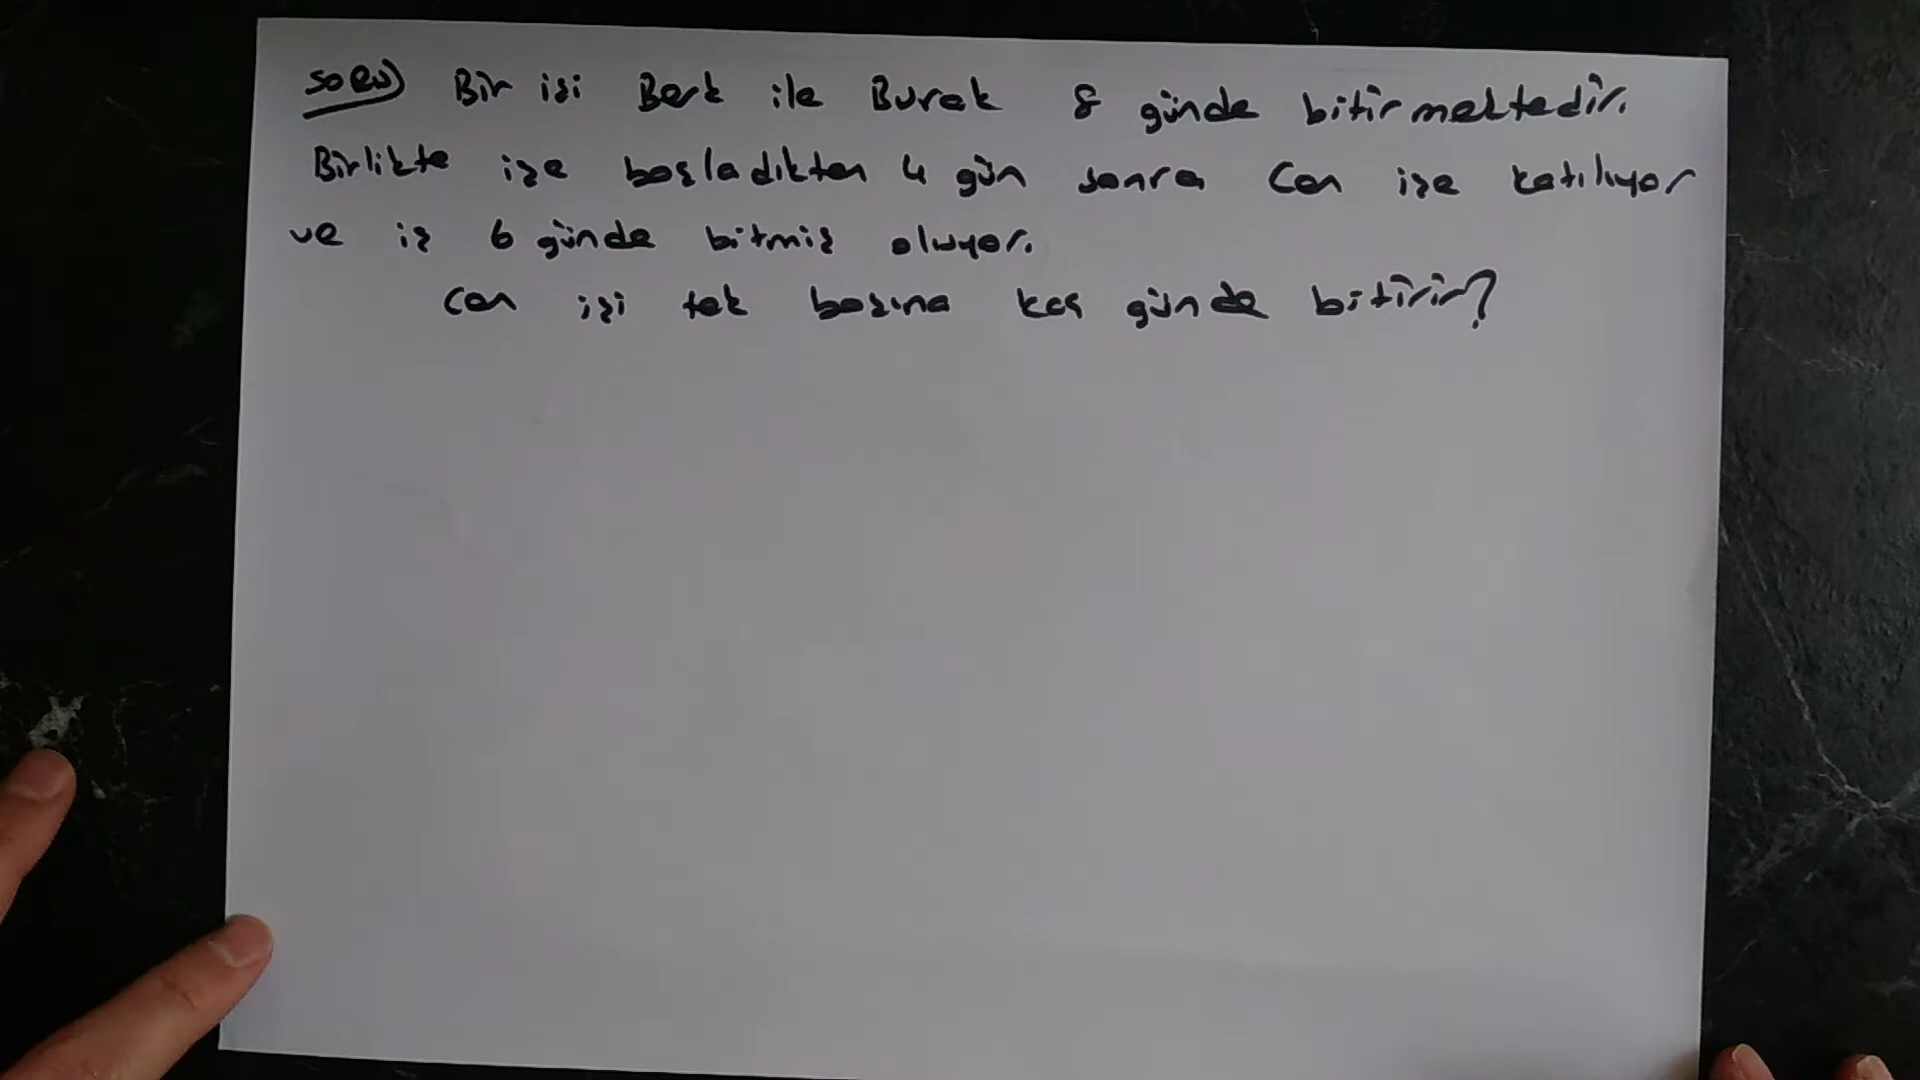 Soru) Bir işi Berk ile Burak 8 günde bitirmektedir.
Birlikte işe başladıktan 4 gün sonra Can işe katılıyor
ve iş 6 günde bitmiş oluyor.
Can işi tek başına kaç günde bitirir?